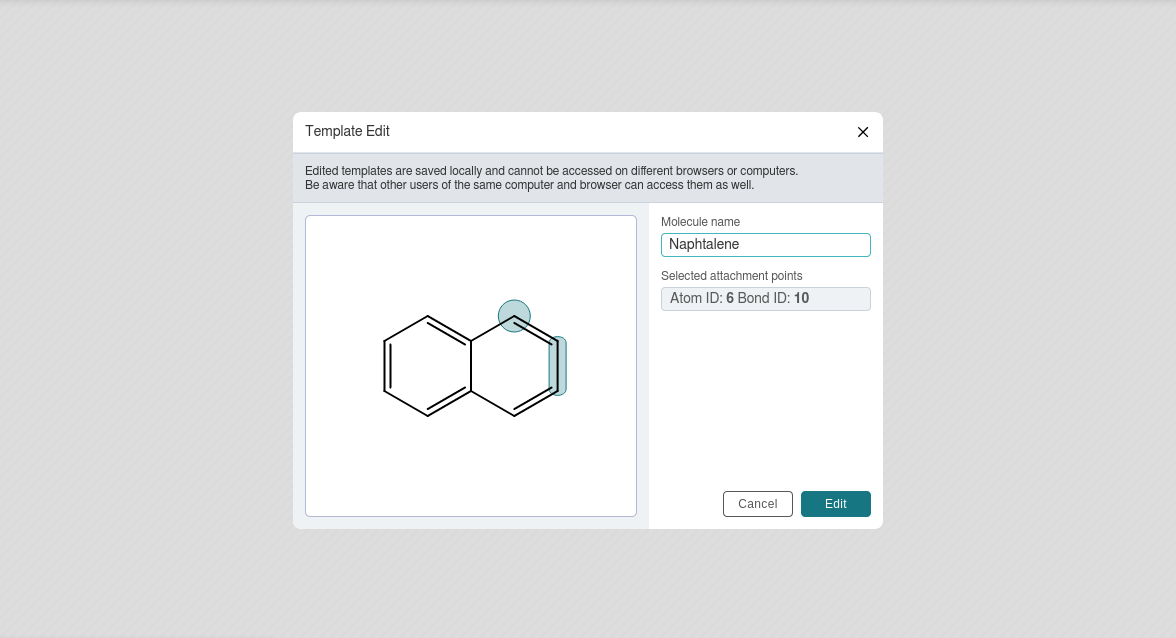 Template Edit
Edited templates are saved locally and cannot be accessed on different browsers or computers.
Be aware that other users of the same computer and browser can access them as well.
Molecule name
Naphtalene
Selected attachment points
Atom ID: 6 Bond ID: 10
Cancel
Edit